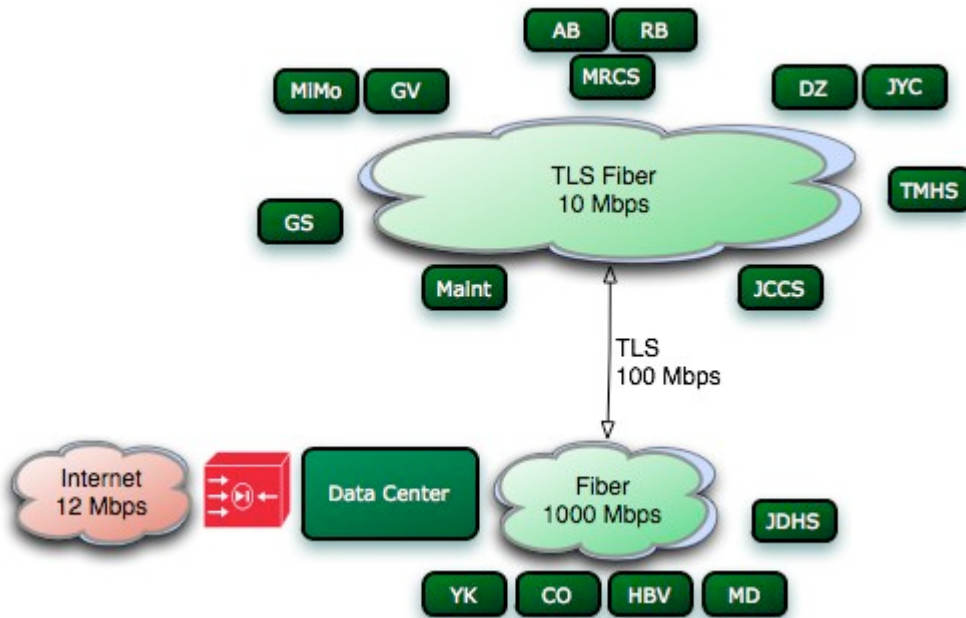 AB
RB
MRCS
MiMo
GV
DZ
JYC
TLS Fiber
10 Mbps
TMHS
GS
Maint
JCCS
TLS
100 Mbps
Internet
12 Mbps
Data Center
Fiber
1000 Mbps
JDHS
YK
CO
HBV
MD